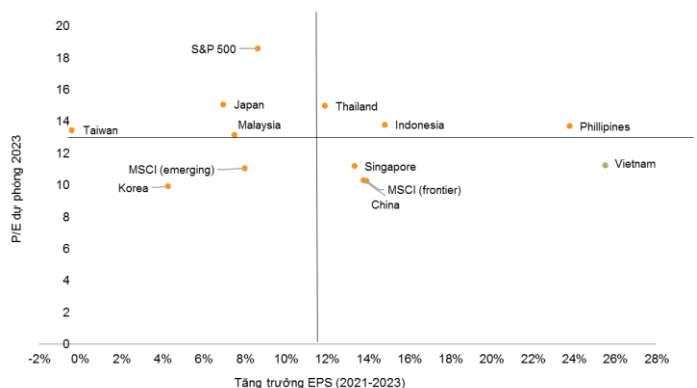 20
18
16
14
12
10
8
6
4
2
0
P/E dự phóng 2023
S&P 500
Japan
Thailand
Taiwan
Malaysia
Indonesia
Phillipines
MSCI (emerging)
Singapore
Vietnam
Korea
MSCI (frontier)
China
-2% 0% 2% 4% 6% 8% 10% 12% 14% 16% 18% 20% 22% 24% 26% 28%
Tăng trưởng EPS (2021-2023)